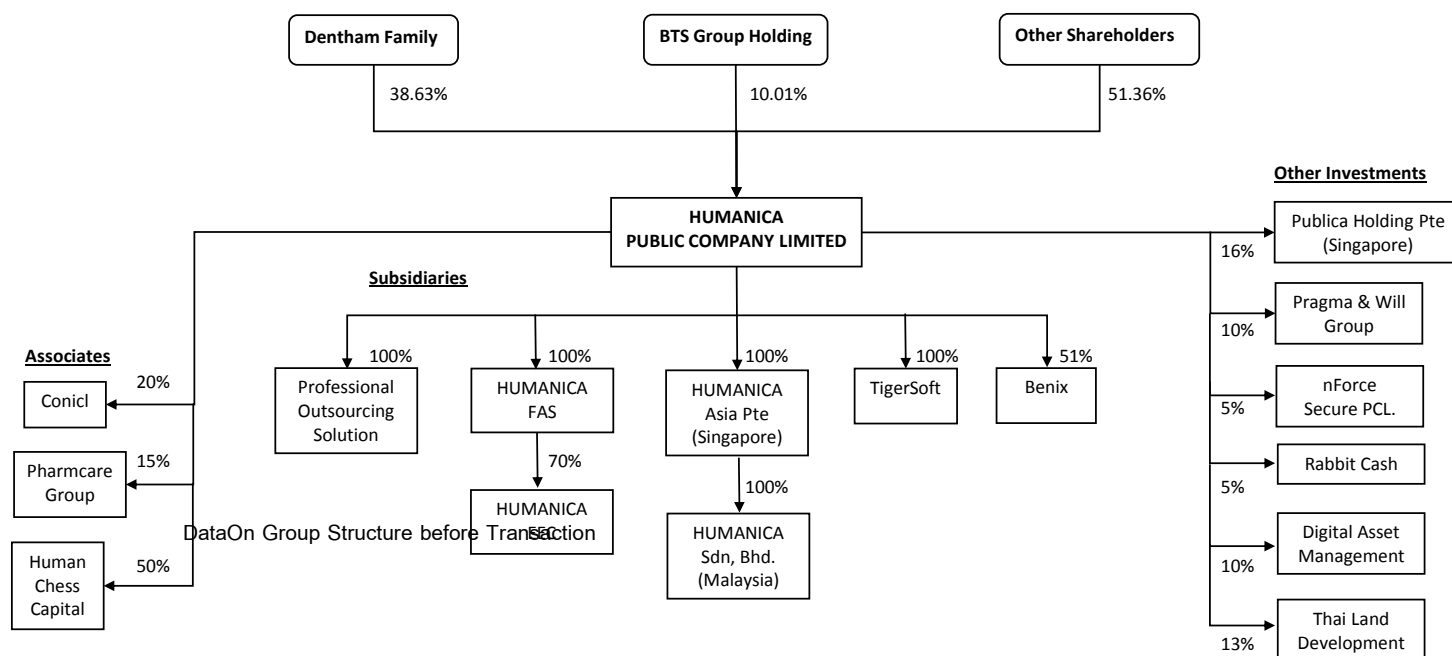 Dentham Family
BTS Group Holding
Other Shareholders
38.63%
10.01%
51.36%
HUMANICA
PUBLIC COMPANY LIMITED
Other Investments
Publica Holding Pte
(Singapore)
16%
Pragma & Will
Group
10%
nForce
Secure PCL.
5%
Rabbit Cash
5%
Digital Asset
Management
10%
Thai Land
Development
13%
Subsidiaries
100%
100%
100%
100%
51%
Professional
Outsourcing
Solution
HUMANICA
FAS
HUMANICA
Asia Pte
(Singapore)
TigerSoft
Benix
70%
100%
HUMANICA
EEC
HUMANICA
Sdn, Bhd.
(Malaysia)
Associates
20%
Conicl
15%
Pharmcare
Group
50%
Human
Chess
Capital
DataOn Group Structure before Transaction